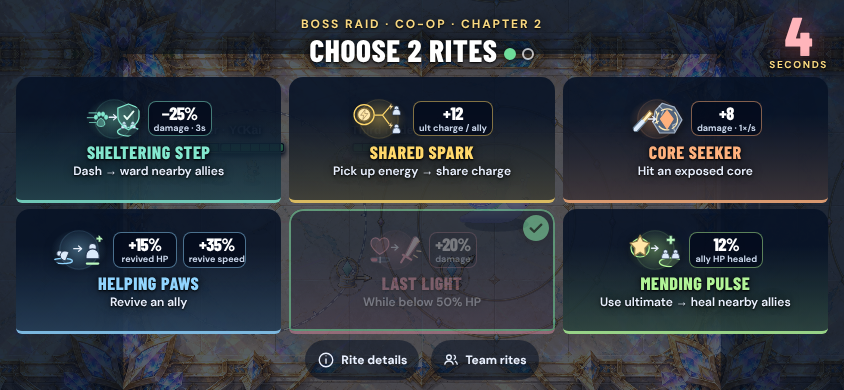 BOSS RAID · CO-OP · CHAPTER 2
CHOOSE 2 RITES
4
SECONDS
−25%
damage · 3s
SHELTERING STEP
Dash → ward nearby allies
+12
ult charge / ally
SHARED SPARK
Pick up energy → share charge
+8
damage · 1×/s
CORE SEEKER
Hit an exposed core
+15%
revived HP
+35%
revive speed
HELPING PAWS
Revive an ally
+20%
damage
LAST LIGHT
While below 50% HP
12%
ally HP healed
MENDING PULSE
Use ultimate → heal nearby allies
Rite details
Team rites